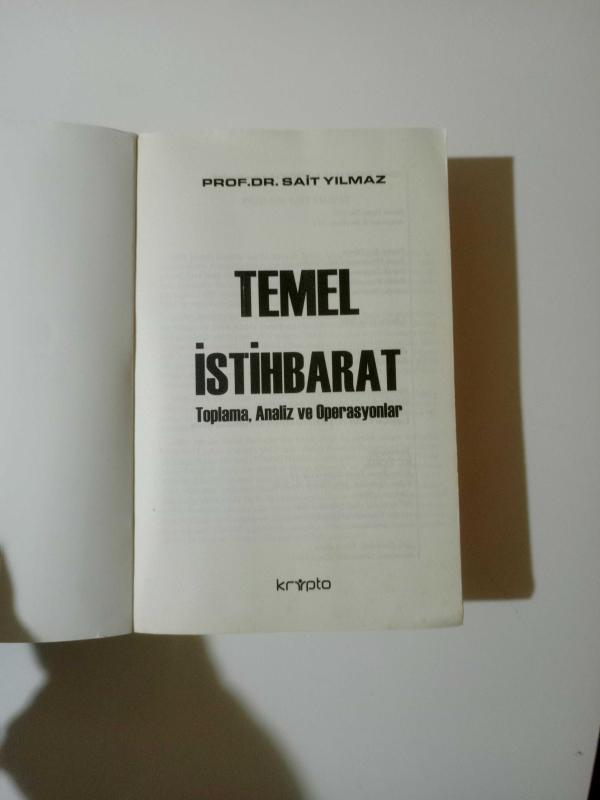 PROF.DR. SAİT YILMAZ
TEMEL
İSTİHBARAT
Toplama, Analiz ve Operasyonlar
krypto